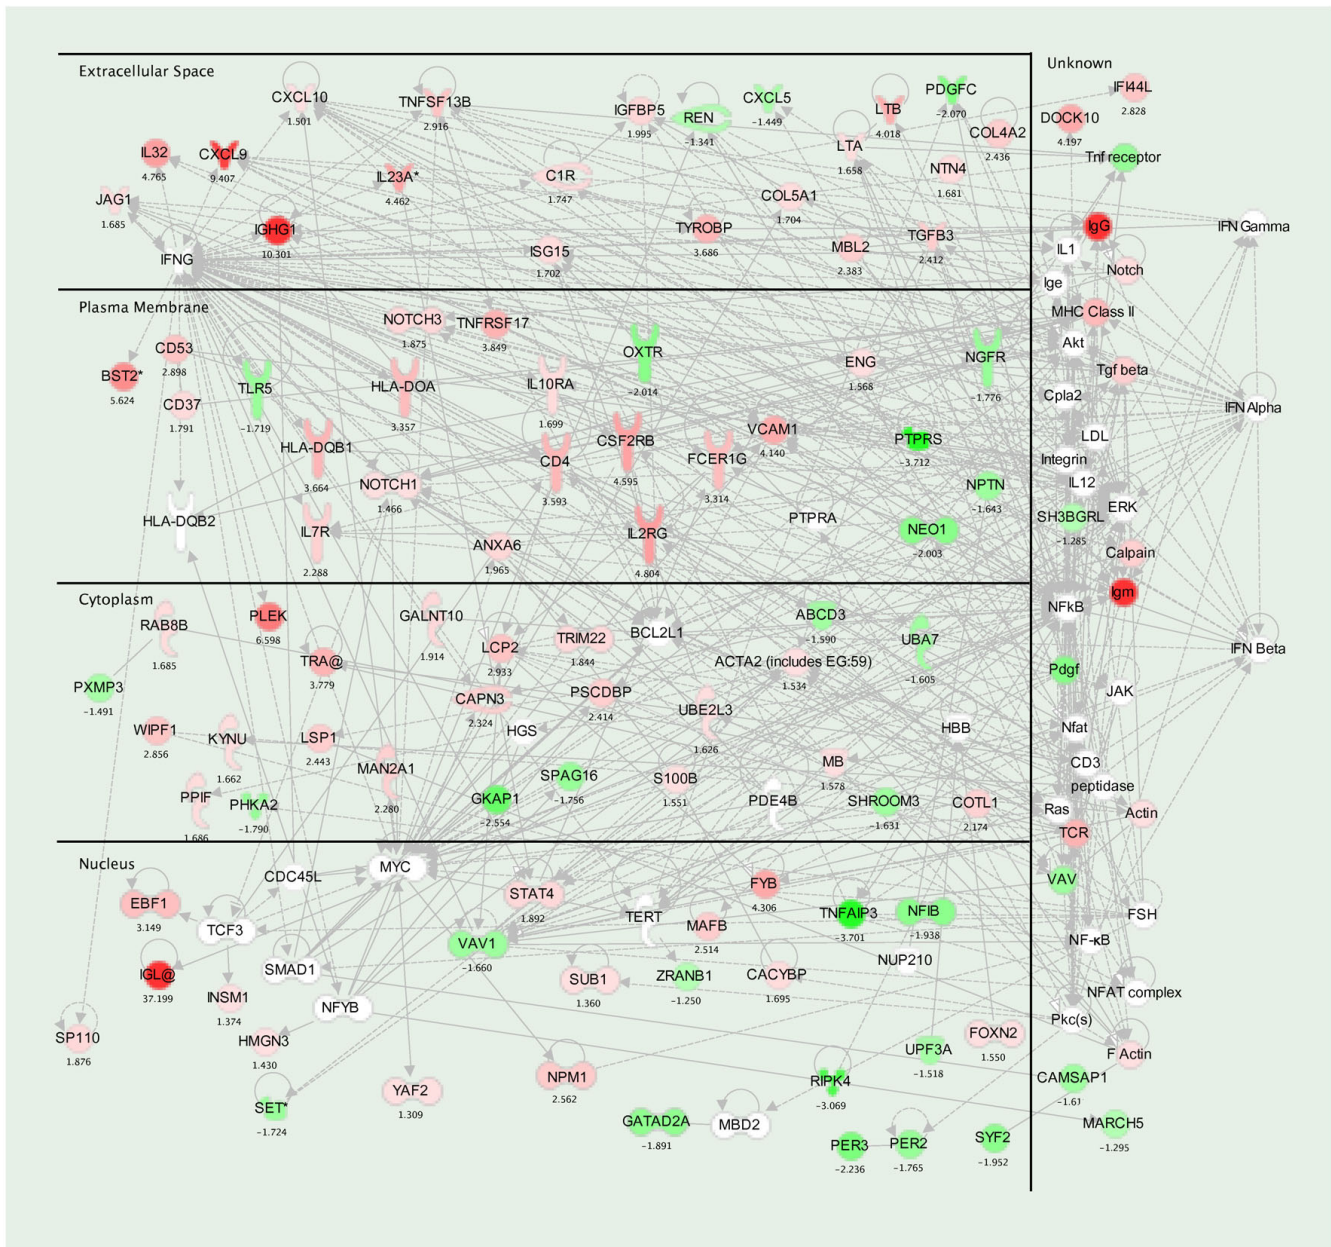 Extracellular Space
CXCL10
1.501
TNFSF13B
2.916
IGFBP5
1.995
REN
-1.341
CXCL5
-1.449
LTB
4.018
PDGFC
-2.070
COL4A2
2.436
LTA
1.658
NTN4
1.681
IL32
4.765
CXCL9
9.407
IL23A*
4.462
C1R
1.747
COL5A1
1.704
JAG1
1.685
IGHG1
10.301
TYROBP
3.686
MBL2
2.383
TGFB3
2.412
ISG15
1.702
IFNG
Plasma Membrane
NOTCH3
1.875
TNFRSF17
3.849
CD53
2.898
BST2*
5.624
CD37
1.791
TLR5
-1.719
HLA-DOA
3.357
IL10RA
1.699
OXTR
-2.014
ENG
1.568
NGFR
-1.776
HLA-DQB1
3.664
CD4
3.593
CSF2RB
4.595
FCER1G
3.314
VCAM1
4.140
PTPRS
-3.712
NOTCH1
1.466
NPTN
-1.643
HLA-DQB2
IL7R
2.288
ANXA6
1.965
IL2RG
4.804
PTPRA
NEO1
-2.003
Cytoplasm
RAB8B
1.685
PLEK
6.598
GALNT10
1.914
LCP2
2.933
TRIM22
1.844
BCL2L1
ABCD3
-1.590
UBA7
-1.605
TRA@
3.779
ACTA2 (includes EG:59)
1.534
PXMP3
-1.491
CAPN3
2.324
PSCDBP
2.414
UBE2L3
1.626
WIPF1
2.856
KYNU
1.662
LSP1
2.443
HGS
HBB
MAN2A1
2.280
SPAG16
-1.756
S100B
1.551
MB
1.578
PPIF
1.686
PHKA2
-1.790
GKAP1
-2.554
PDE4B
SHROOM3
-1.631
COTL1
2.174
Nucleus
CDC45L
MYC
EBF1
3.149
TCF3
STAT4
1.892
FYB
4.306
TERT
MAFB
2.514
TNFAIP3
-3.701
NFIB
-1.938
VAV1
-1.660
IGL@
37.199
SMAD1
SUB1
1.360
ZRANB1
-1.250
CACYBP
1.695
NUP210
INSM1
1.374
NFYB
SP110
1.876
HMGN3
1.430
FOXN2
1.550
UPF3A
-1.518
YAF2
1.309
NPM1
2.562
RIPK4
-3.069
SET*
-1.724
GATAD2A
-1.891
MBD2
PER3
-2.236
PER2
-1.765
SYF2
-1.952
Unknown
IFI44L
2.828
DOCK10
4.197
Tnf receptor
IgG
IFN Gamma
IL1
Notch
Ige
MHC Class II
Akt
Tgf beta
Cpla2
IFN Alpha
LDL
Integrin
IL12
ERK
SH3BGRL
-1.285
Calpain
Igm
NFkB
IFN Beta
Pdgf
JAK
Nfat
CD3
peptidase
Ras
Actin
TCR
VAV
FSH
NF-κB
NFAT complex
Pkc(s)
F Actin
CAMSAP1
-1.61
MARCH5
-1.295